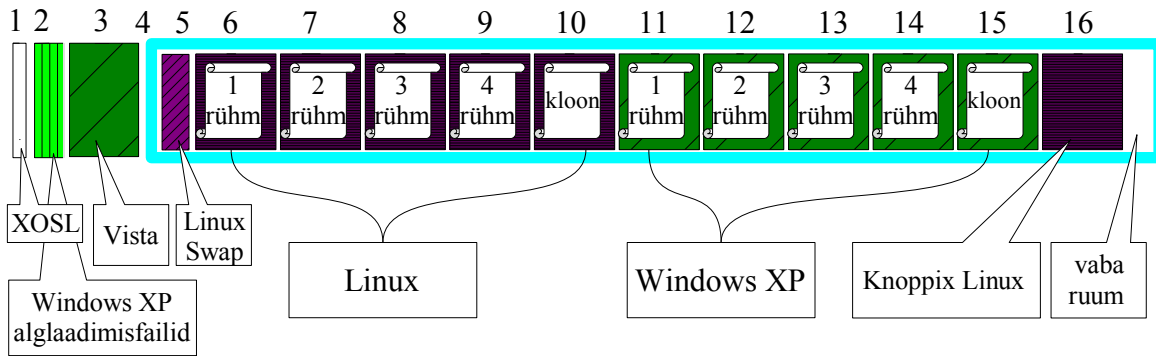 1 2 3 4 5 6 7 8 9 10 11 12 13 14 15 16
1
rühm
2
rühm
3
rühm
4
rühm
kloon
1
rühm
2
rühm
3
rühm
4
rühm
kloon
XOSL
Vista
Linux
Swap
Linux
Windows XP
Knoppix Linux
vaba
ruum
Windows XP
alglaadimisfailid